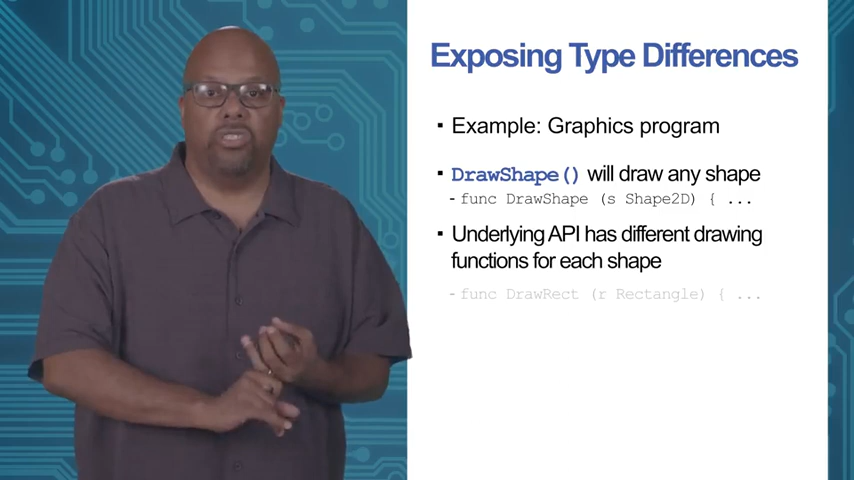 Exposing Type Differences
▪ Example: Graphics program
▪ DrawShape() will draw any shape
- func DrawShape (s Shape2D) { ...
▪ Underlying API has different drawing
functions for each shape
- func DrawRect (r Rectangle) { ...